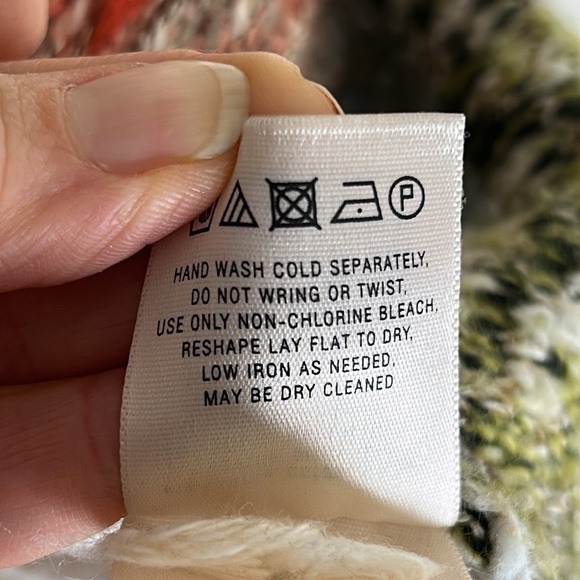 P
HAND WASH COLD SEPARATELY,
DO NOT WRING OR TWIST,
USE ONLY NON-CHLORINE BLEACH,
RESHAPE LAY FLAT TO DRY,
LOW IRON AS NEEDED,
MAY BE DRY CLEANED